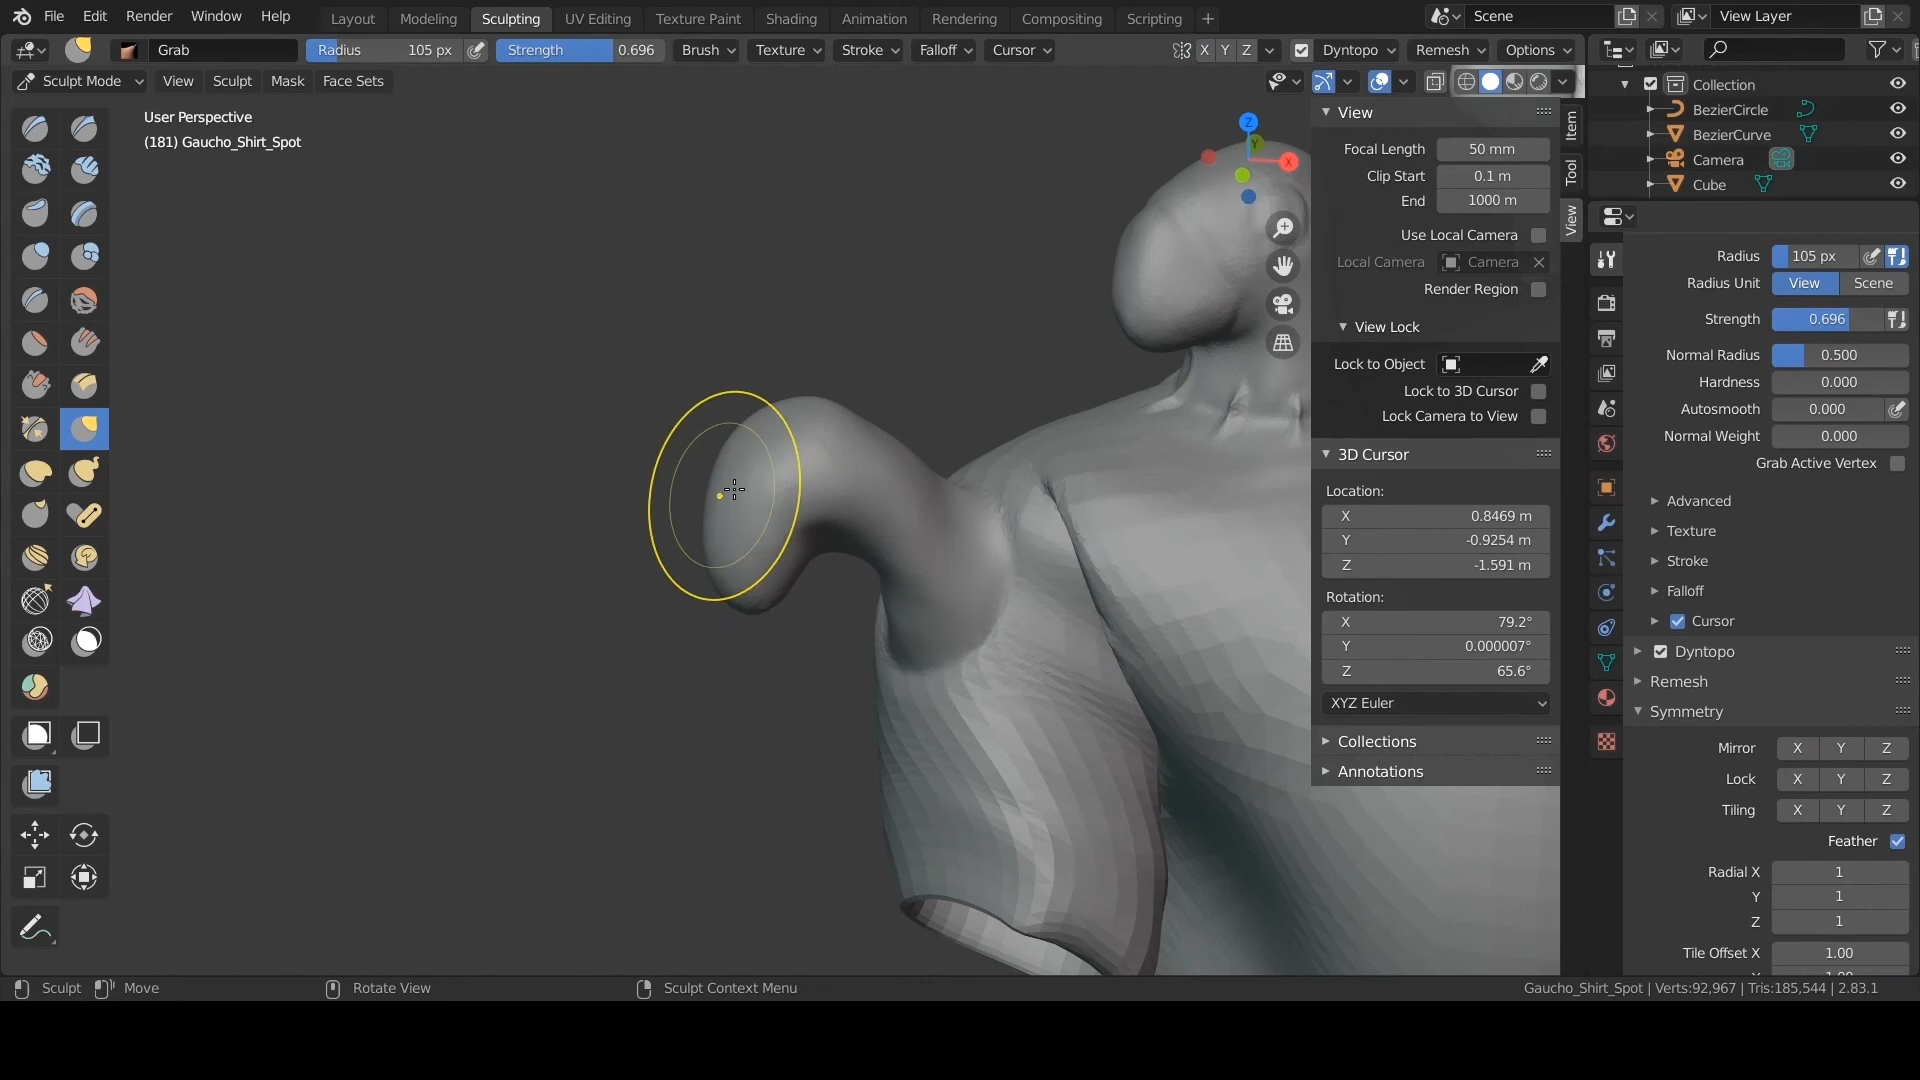 File Edit Render Window Help Layout Modeling Sculpting UV Editing Texture Paint Shading Animation Rendering Compositing Scripting + Scene View Layer
Grab Radius 105 px Strength 0.696 Brush Texture Stroke Falloff Cursor X Y Z Dyntopo Remesh Options
Sculpt Mode View Sculpt Mask Face Sets
User Perspective
(181) Gaucho_Shirt_Spot
Z
Y
X
View
Focal Length 50 mm
Clip Start 0.1 m
End 1000 m
Use Local Camera
Local Camera Camera
Render Region
View Lock
Lock to Object
Lock to 3D Cursor
Lock Camera to View
3D Cursor
Location:
X 0.8469 m
Y -0.9254 m
Z -1.591 m
Rotation:
X 79.2°
Y 0.000007°
Z 65.6°
XYZ Euler
Collections
Annotations
Item
Tool
View
Collection
BezierCircle
BezierCurve
Camera
Cube
Radius 105 px
Radius Unit View Scene
Strength 0.696
Normal Radius 0.500
Hardness 0.000
Autosmooth 0.000
Normal Weight 0.000
Grab Active Vertex
Advanced
Texture
Stroke
Falloff
Cursor
Dyntopo
Remesh
Symmetry
Mirror X Y Z
Lock X Y Z
Tiling X Y Z
Feather
Radial X 1
Y 1
Z 1
Tile Offset X 1.00
Sculpt Move Rotate View Sculpt Context Menu Gaucho_Shirt_Spot | Verts:92,967 | Tris:185,544 | 2.83.1